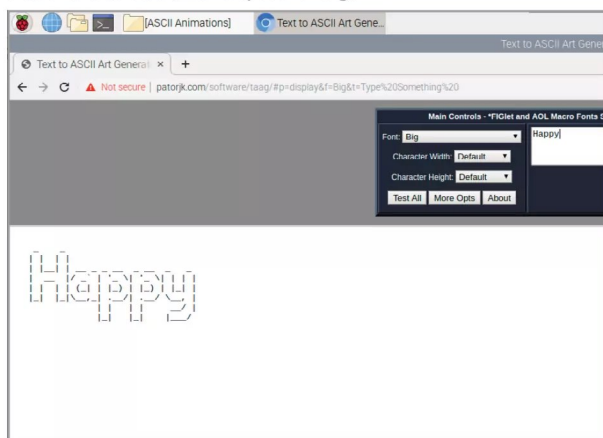 [ASCII Animations]
Text to ASCII Art Gene...
Text to ASCII Art Gene
Text to ASCII Art Generat × +
Not secure | patorjk.com/software/taag/#p=display&f=Big&t=Type%20Something%20
Main Controls - *FIGlet and AOL Macro Fonts S
Font: Big
Happy
Character Width: Default
Character Height: Default
Test All More Opts About
Happy